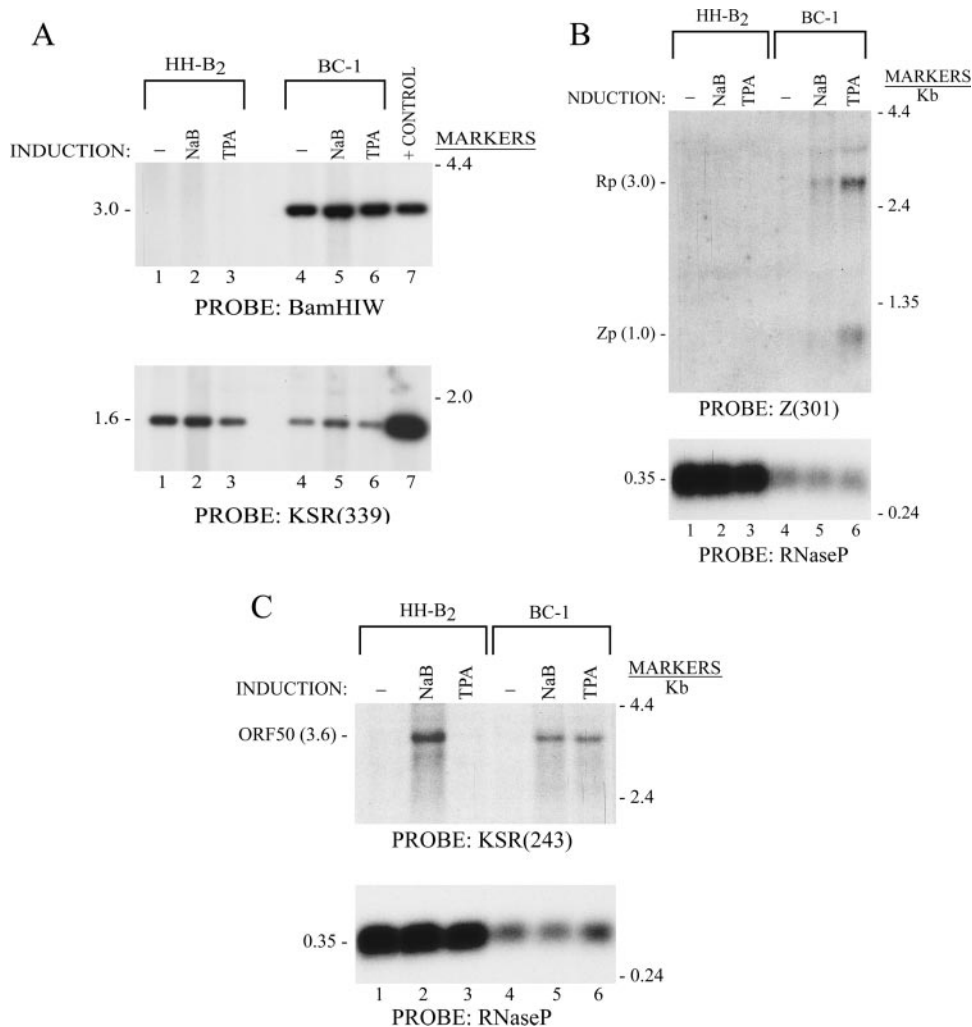 A
HH-B2 BC-1
INDUCTION: – NaB TPA – NaB TPA + CONTROL MARKERS
- 4.4
3.0 -
1 2 3 4 5 6 7
PROBE: BamHIW
- 2.0
1.6 -
1 2 3 4 5 6 7
PROBE: KSR(339)
B
HH-B2 BC-1
NDUCTION: – NaB TPA – NaB TPA MARKERS
Kb
- 4.4
Rp (3.0) -
- 2.4
- 1.35
Zp (1.0) -
PROBE: Z(301)
0.35 -
- 0.24
1 2 3 4 5 6
PROBE: RNaseP
C
HH-B2 BC-1
INDUCTION: – NaB TPA – NaB TPA MARKERS
Kb
- 4.4
ORF50 (3.6) -
- 2.4
PROBE: KSR(243)
0.35 -
- 0.24
1 2 3 4 5 6
PROBE: RNaseP